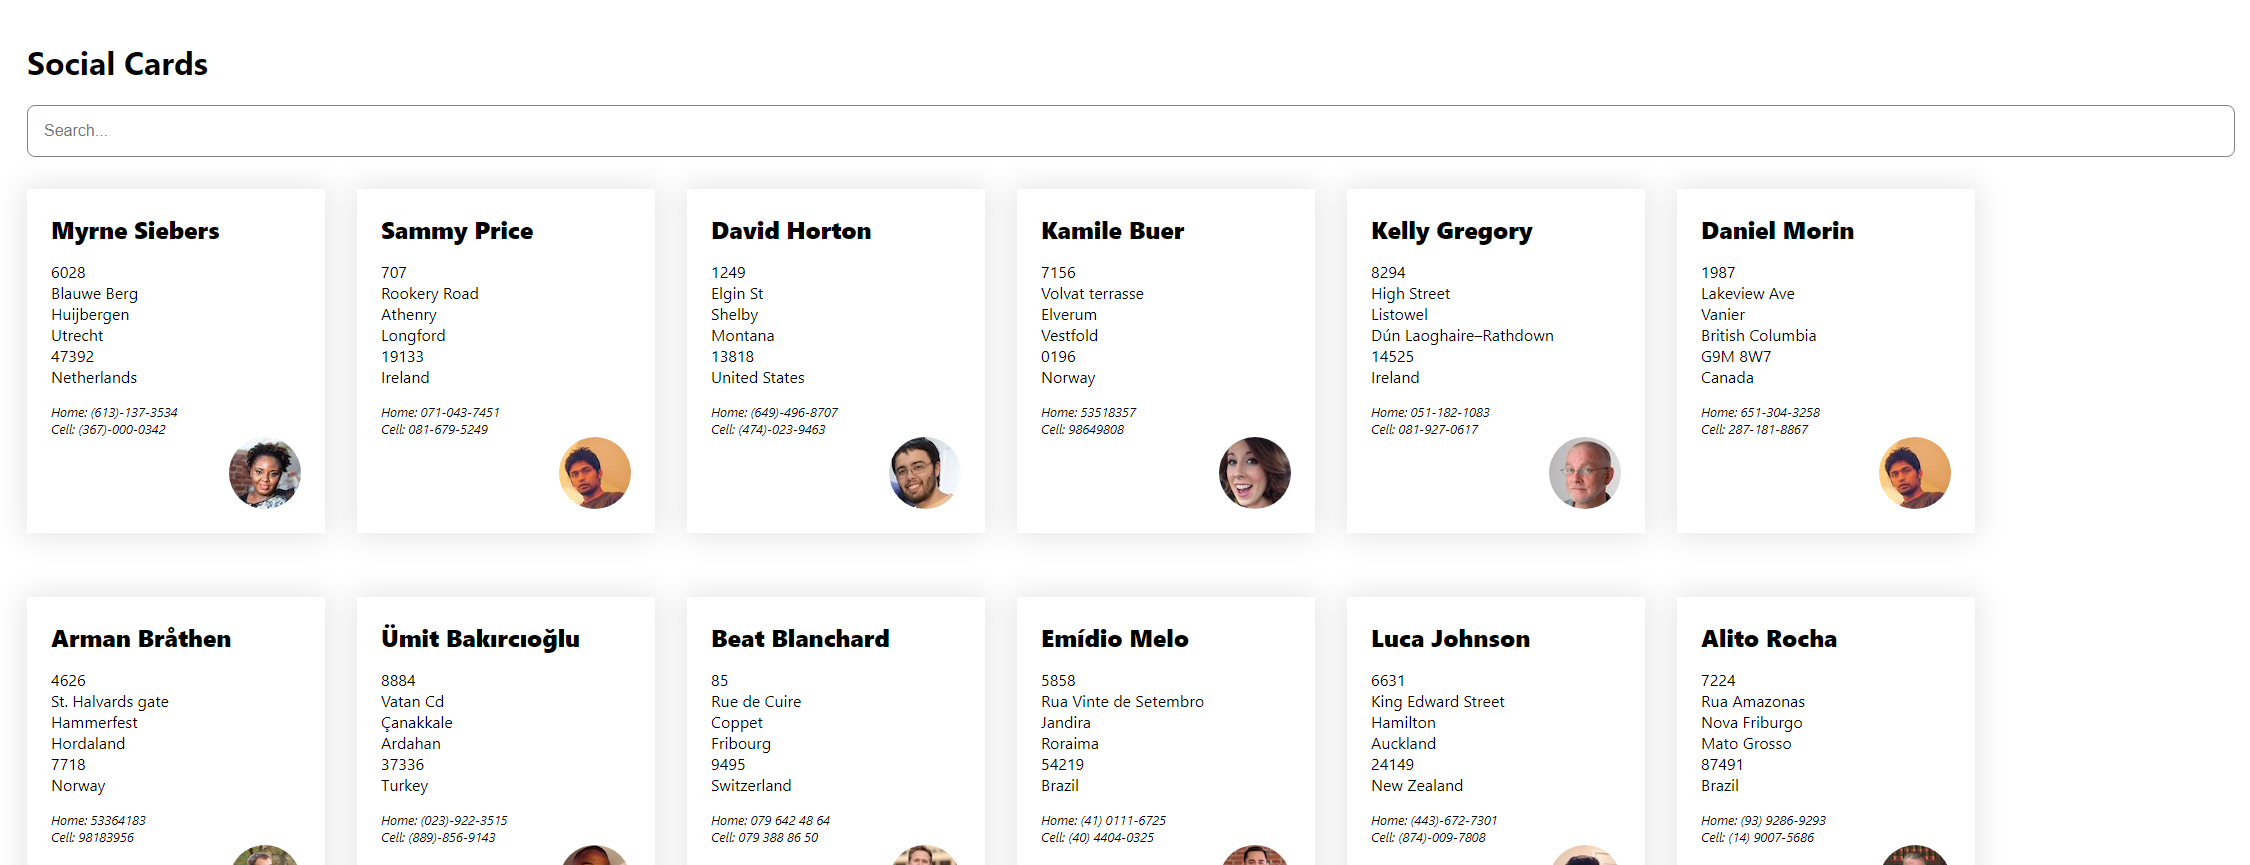 Social Cards
Search...
Myrne Siebers
6028
Blauwe Berg
Huijbergen
Utrecht
47392
Netherlands
Home: (613)-137-3534
Cell: (367)-000-0342
Sammy Price
707
Rookery Road
Athenry
Longford
19133
Ireland
Home: 071-043-7451
Cell: 081-679-5249
David Horton
1249
Elgin St
Shelby
Montana
13818
United States
Home: (649)-496-8707
Cell: (474)-023-9463
Kamile Buer
7156
Volvat terrasse
Elverum
Vestfold
0196
Norway
Home: 53518357
Cell: 98649808
Kelly Gregory
8294
High Street
Listowel
Dún Laoghaire–Rathdown
14525
Ireland
Home: 051-182-1083
Cell: 081-927-0617
Daniel Morin
1987
Lakeview Ave
Vanier
British Columbia
G9M 8W7
Canada
Home: 651-304-3258
Cell: 287-181-8867
Arman Bråthen
4626
St. Halvards gate
Hammerfest
Hordaland
7718
Norway
Home: 53364183
Cell: 98183956
Ümit Bakırcıoğlu
8884
Vatan Cd
Çanakkale
Ardahan
37336
Turkey
Home: (023)-922-3515
Cell: (889)-856-9143
Beat Blanchard
85
Rue de Cuire
Coppet
Fribourg
9495
Switzerland
Home: 079 642 48 64
Cell: 079 388 86 50
Emídio Melo
5858
Rua Vinte de Setembro
Jandira
Roraima
54219
Brazil
Home: (41) 0111-6725
Cell: (40) 4404-0325
Luca Johnson
6631
King Edward Street
Hamilton
Auckland
24149
New Zealand
Home: (443)-672-7301
Cell: (874)-009-7808
Alito Rocha
7224
Rua Amazonas
Nova Friburgo
Mato Grosso
87491
Brazil
Home: (93) 9286-9293
Cell: (14) 9007-5686